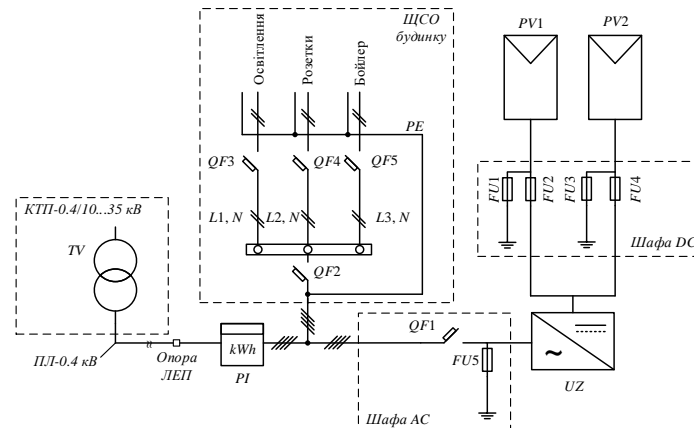 ЩСО
будинку
Освітлення
Розетки
Бойлер
PE
QF3
QF4
QF5
L1, N
L2, N
L3, N
QF2
PV1
PV2
FU1
FU2
FU3
FU4
Шафа DC
КТП-0.4/10...35 кВ
TV
ПЛ-0.4 кВ
Опора
ЛЕП
kWh
PI
QF1
FU5
Шафа AC
~
UZ